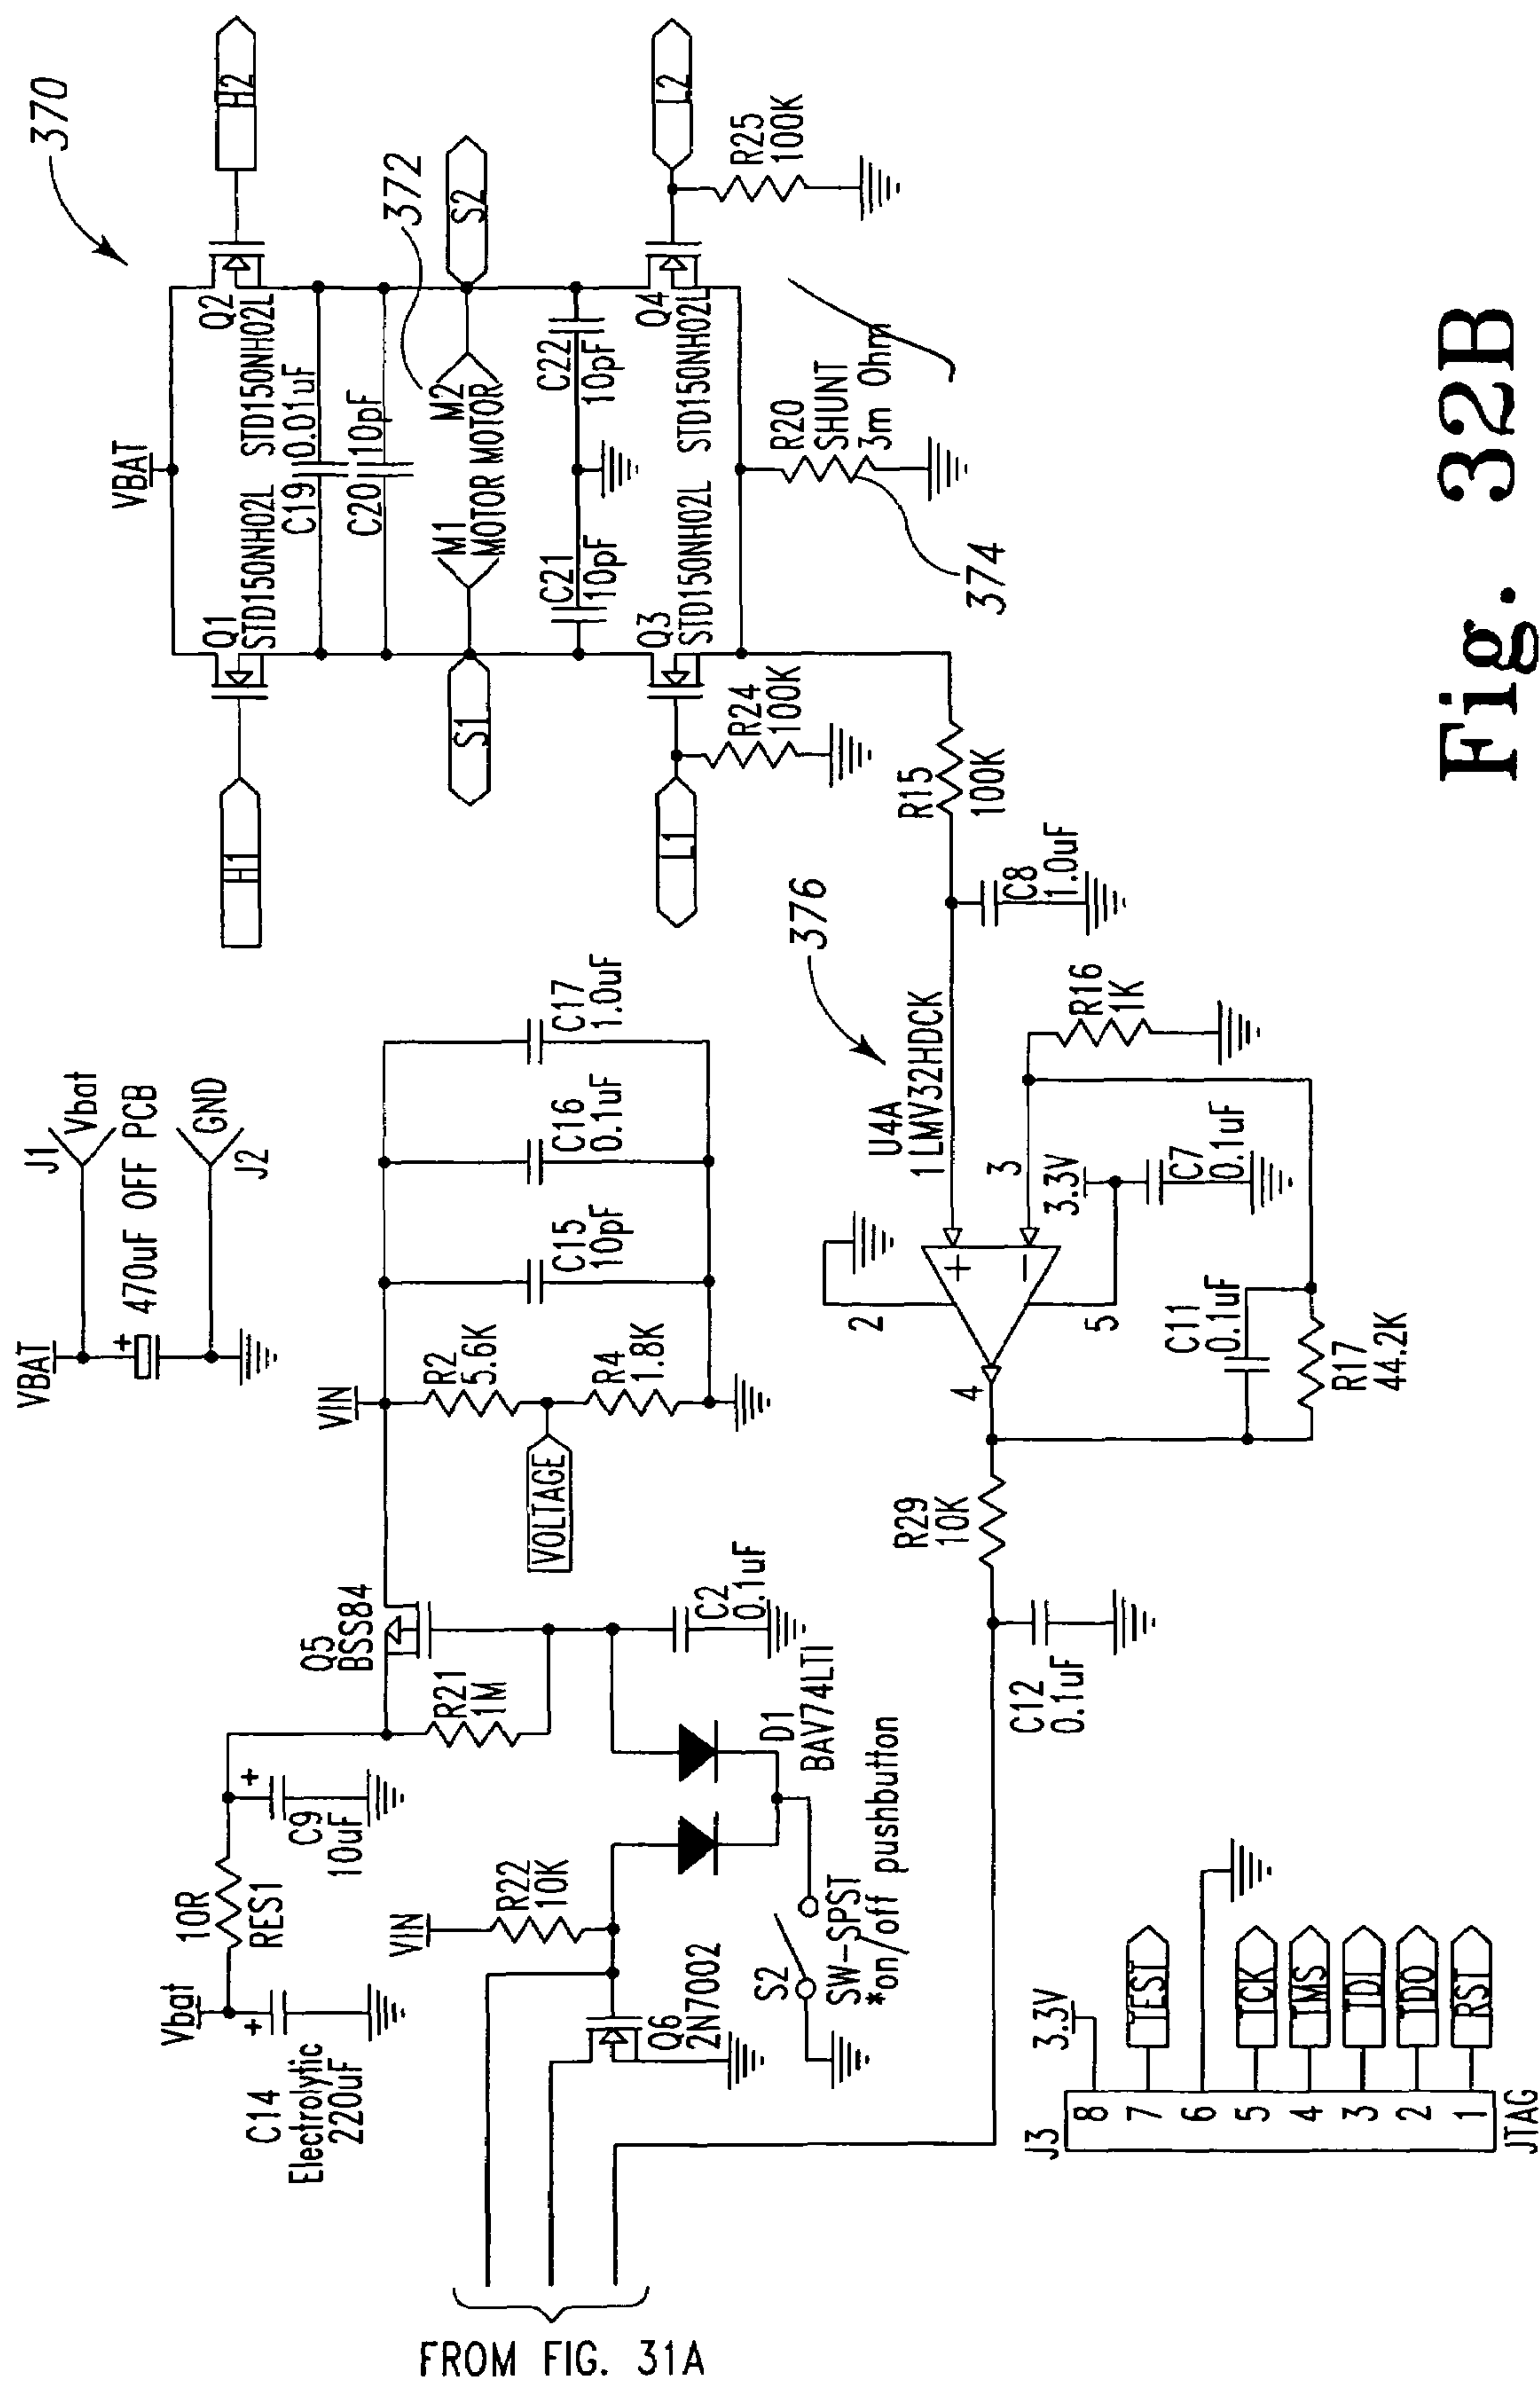 370
VBAT
H2
Q1
STD150NH02L
Q2
STD150NH02L
H1
C19
0.01uF
C20
10pF
372
M1
MOTOR
M2
MOTOR
S1
S2
C21
10pF
C22
10pF
Q3
STD150NH02L
Q4
STD150NH02L
L1
L2
R24
100K
R25
100K
R20
SHUNT
3m Ohm
374
R15
100K
C8
1.0uF
376
J1
Vbat
VBAT
470uF OFF PCB
GND
J2
VIN
R2
5.6K
R4
1.8K
VOLTAGE
C15
10pF
C16
0.1uF
C17
1.0uF
U4A
1LMV32HDCK
2
3
3.3V
4
5
C7
0.1uF
R16
1K
C11
0.1uF
R17
44.2K
R29
10K
C12
0.1uF
Q5
BSS84
R21
1M
C2
0.1uF
D1
BAV74LTI
10R
RES1
C9
10uF
Vbat
C14
Electrolytic
220uF
VIN
R22
10K
Q6
2N7002
S2
SW-SPST
*on/off pushbutton
FROM FIG. 31A
J3
3.3V
8
7
TEST
6
5
TCK
4
TMS
3
TDI
2
TDO
1
RST
JTAG
Fig. 32B